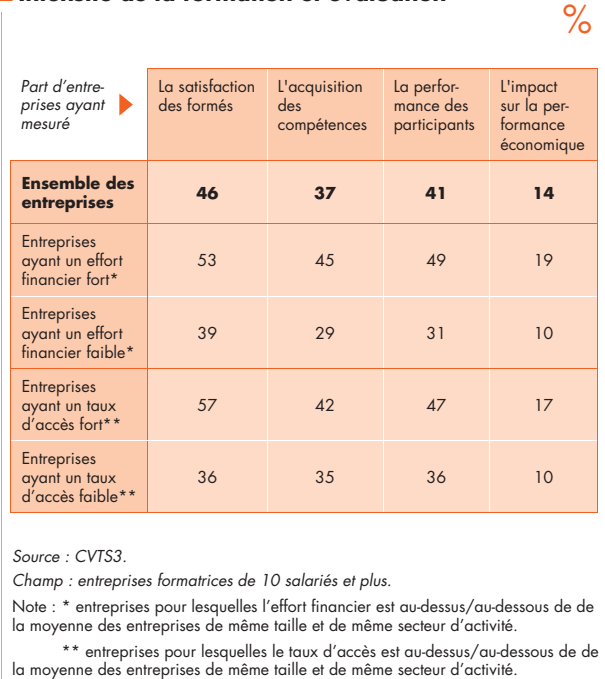 Intensité de la formation et évaluation
%
Part d’entre-
prises ayant
mesuré
La satisfaction
des formés
L'acquisition
des
compétences
La perfor-
mance des
participants
L'impact
sur la per-
formance
économique
Ensemble des
entreprises
46
37
41
14
Entreprises
ayant un effort
financier fort*
53
45
49
19
Entreprises
ayant un effort
financier faible*
39
29
31
10
Entreprises
ayant un taux
d’accès fort**
57
42
47
17
Entreprises
ayant un taux
d’accès faible**
36
35
36
10
Source : CVTS3.
Champ : entreprises formatrices de 10 salariés et plus.
Note : * entreprises pour lesquelles l’effort financier est au-dessus/au-dessous de de
la moyenne des entreprises de même taille et de même secteur d’activité.
** entreprises pour lesquelles le taux d’accès est au-dessus/au-dessous de de
la moyenne des entreprises de même taille et de même secteur d’activité.